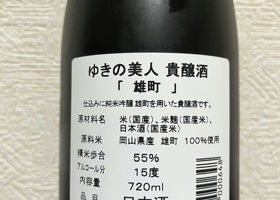 ゆきの美人 貴醸酒
「 雄町 」
仕込みに純米吟醸 雄町を用いた貴醸酒です。
原材料名 米(国産)、米麹(国産米)、
日本酒(国産米)
原料米 岡山県産 雄町 100%使用
精米歩合 55%
アルコール分 15度
内容量 720ml